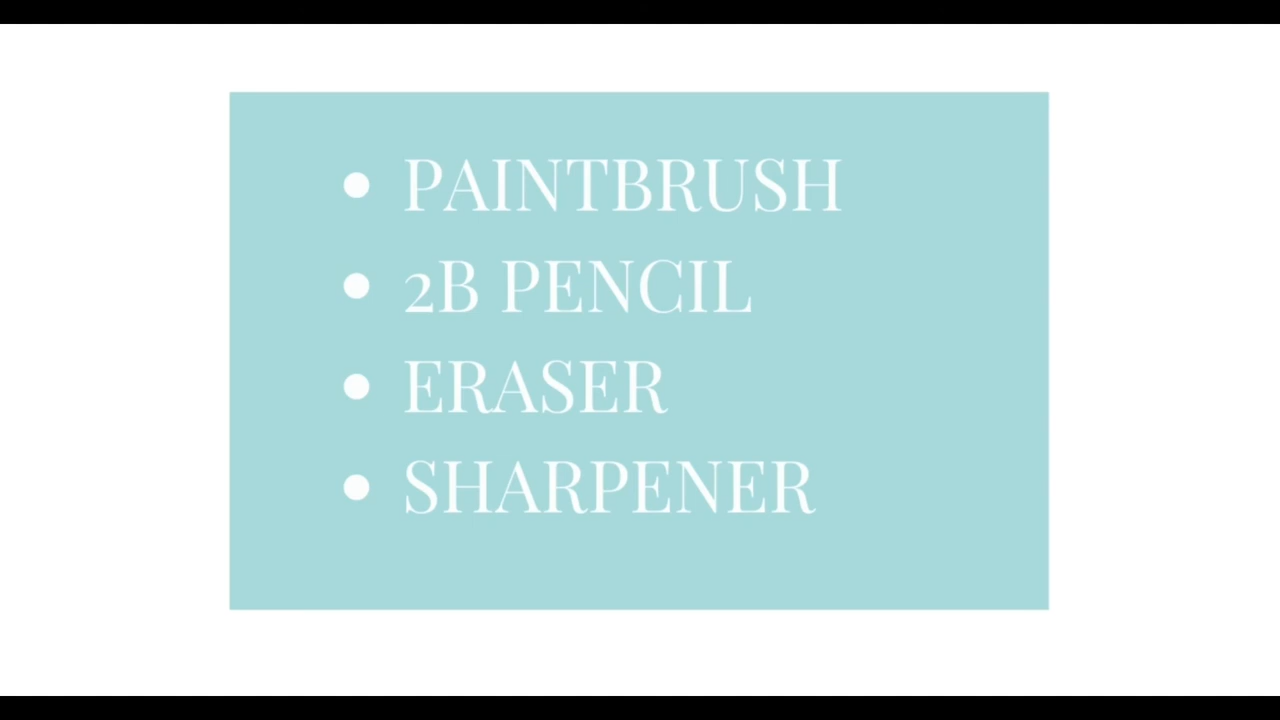 • PAINTBRUSH
• 2B PENCIL
• ERASER
• SHARPENER